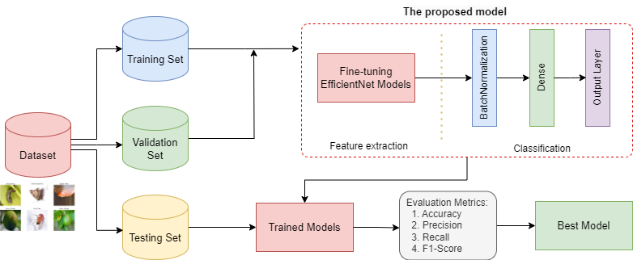 The proposed model
Training Set
Fine-tuning
EfficientNet Models
BatchNormalization
Dense
Output Layer
Dataset
Validation
Set
Feature extraction
Classification
Testing Set
Trained Models
Evaluation Metrics:
1. Accuracy
2. Precision
3. Recall
4. F1-Score
Best Model